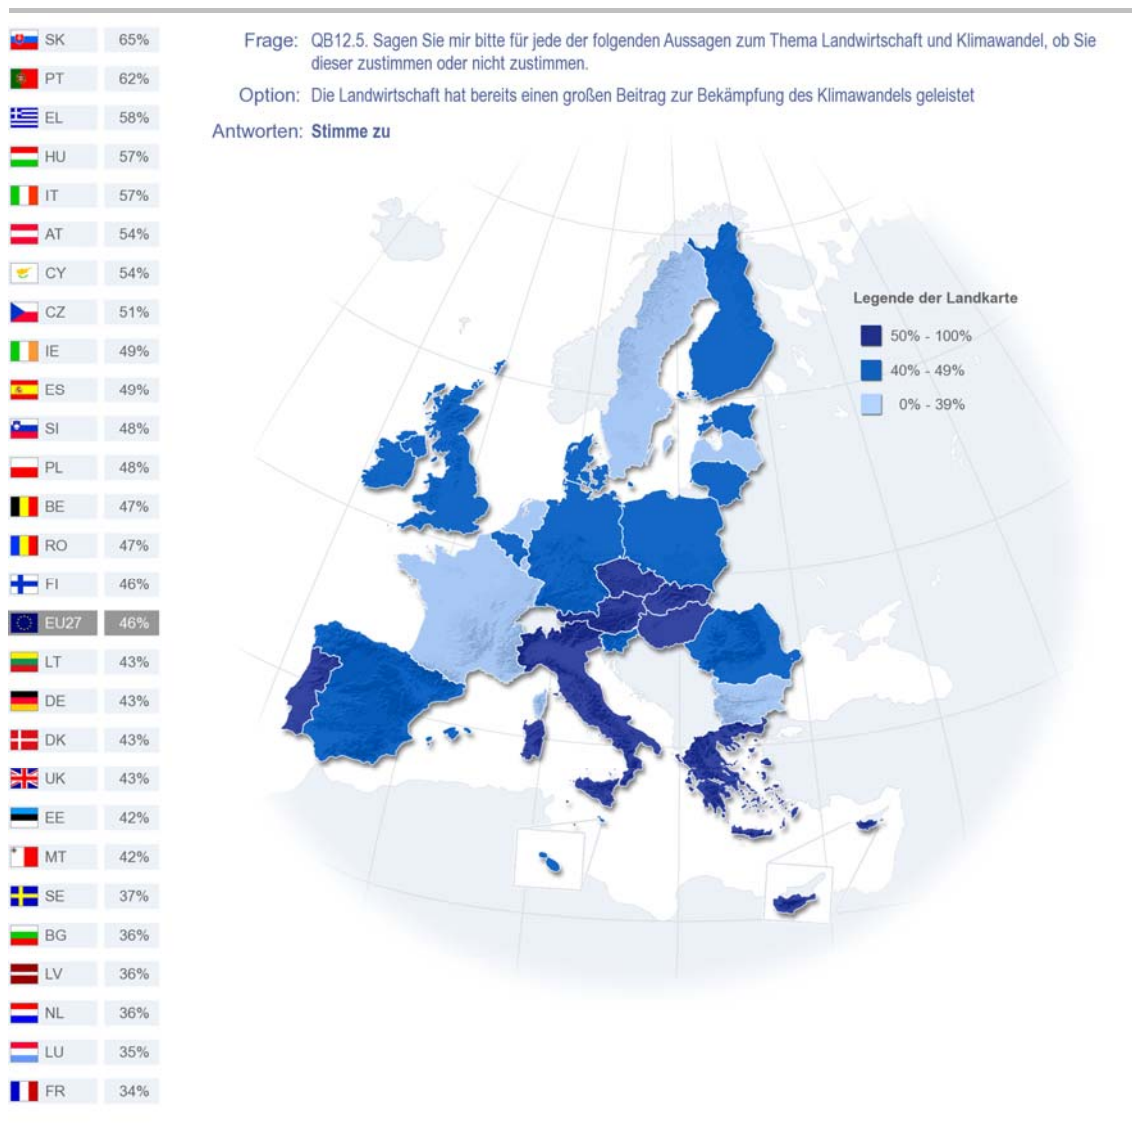 Frage: QB12.5. Sagen Sie mir bitte für jede der folgenden Aussagen zum Thema Landwirtschaft und Klimawandel, ob Sie
dieser zustimmen oder nicht zustimmen.
Option: Die Landwirtschaft hat bereits einen großen Beitrag zur Bekämpfung des Klimawandels geleistet
Antworten: Stimme zu
SK 65%
PT 62%
EL 58%
HU 57%
IT 57%
AT 54%
CY 54%
CZ 51%
IE 49%
ES 49%
SI 48%
PL 48%
BE 47%
RO 47%
FI 46%
EU27 46%
LT 43%
DE 43%
DK 43%
UK 43%
EE 42%
MT 42%
SE 37%
BG 36%
LV 36%
NL 36%
LU 35%
FR 34%
Legende der Landkarte
50% - 100%
40% - 49%
0% - 39%